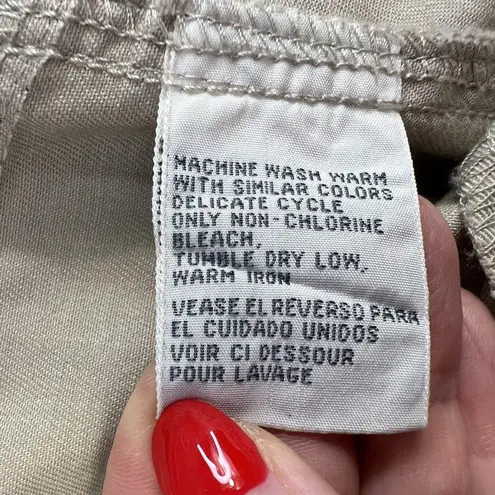 MACHINE WASH WARM
WITH SIMILAR COLORS
DELICATE CYCLE
ONLY NON-CHLORINE
BLEACH,
TUMBLE DRY LOW,
WARM IRON
VEASE EL REVERSO PARA
EL CUIDADO UNIDOS
VOIR CI DESSOUR
POUR LAVAGE